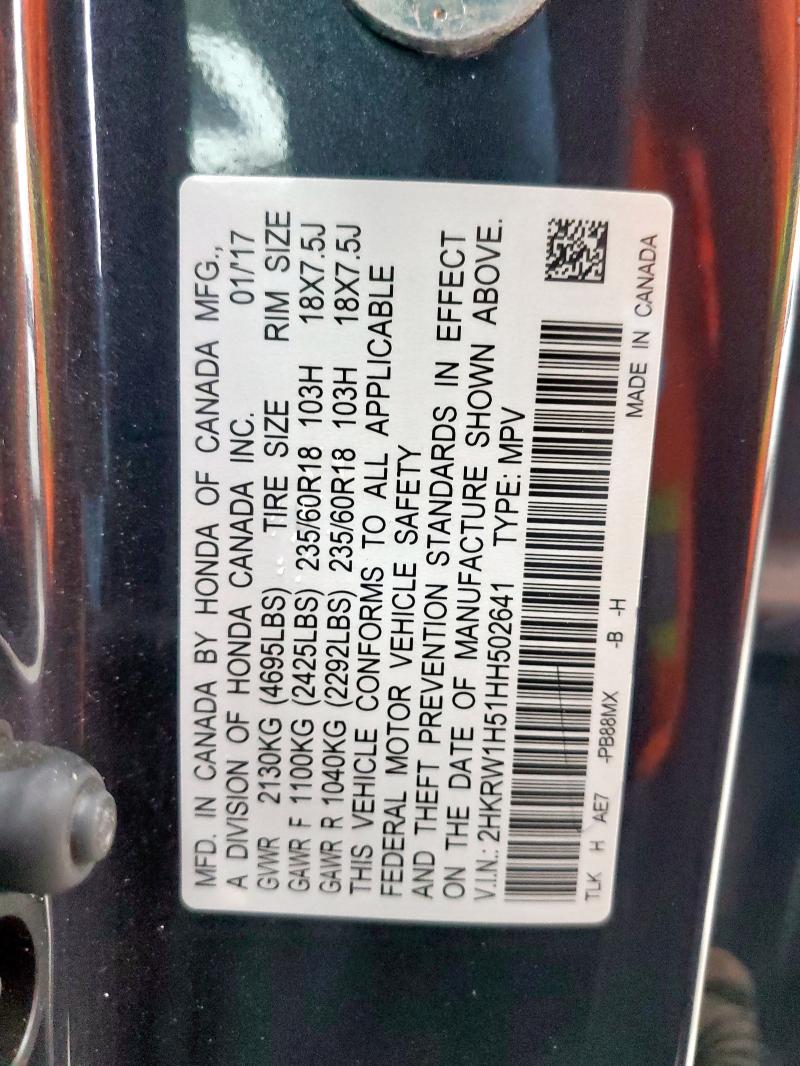 MFD. IN CANADA BY HONDA OF CANADA MFG.,
A DIVISION OF HONDA CANADA INC. 01/'17
GVWR 2130KG (4695LBS) TIRE SIZE RIM SIZE
GAWR F 1100KG (2425LBS) 235/60R18 103H 18X7.5J
GAWR R 1040KG (2292LBS) 235/60R18 103H 18X7.5J
THIS VEHICLE CONFORMS TO ALL APPLICABLE
FEDERAL MOTOR VEHICLE SAFETY
AND THEFT PREVENTION STANDARDS IN EFFECT
ON THE DATE OF MANUFACTURE SHOWN ABOVE.
V.I.N.: 2HKRW1H51HH502641 TYPE: MPV
TLK H AE7 -PB88MX -B -H
MADE IN CANADA